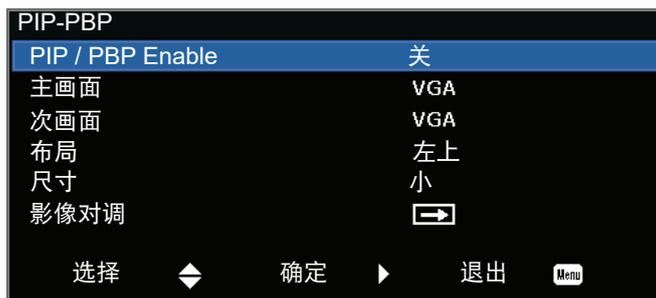 PIP-PBP
PIP / PBP Enable 关
主画面 VGA
次画面 VGA
布局 左上
尺寸 小
影像对调
选择 确定 退出 Menu